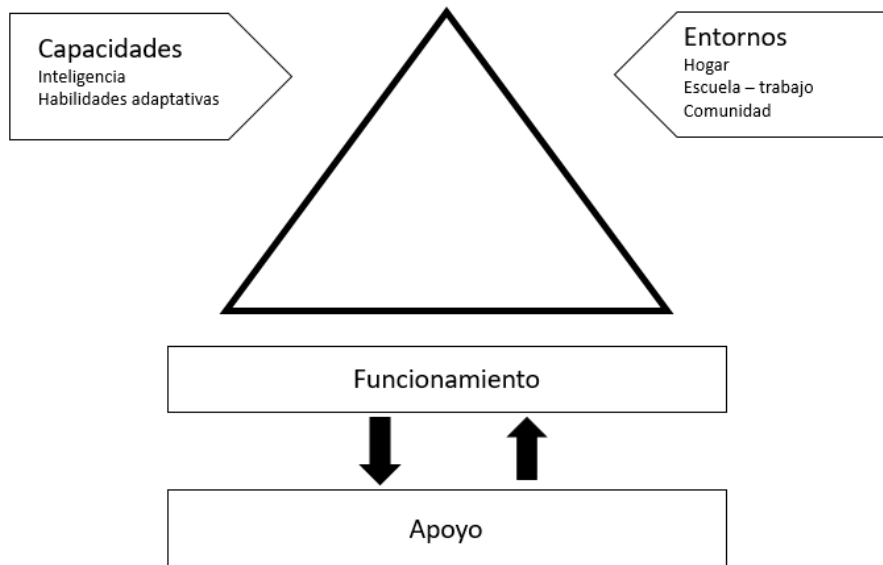 Capacidades
Inteligencia
Habilidades adaptativas
Entornos
Hogar
Escuela – trabajo
Comunidad
Funcionamiento
Apoyo